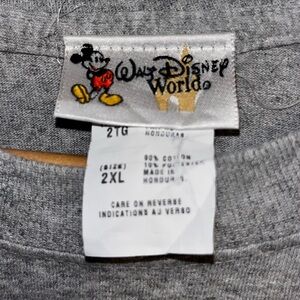 Walt Disney
World®
2TG HONDURAS
(SIZE) 90% COTTON
2XL 10% POLYESTER
MADE IN
HONDURAS
CARE ON REVERSE
INDICATIONS AU VERSO